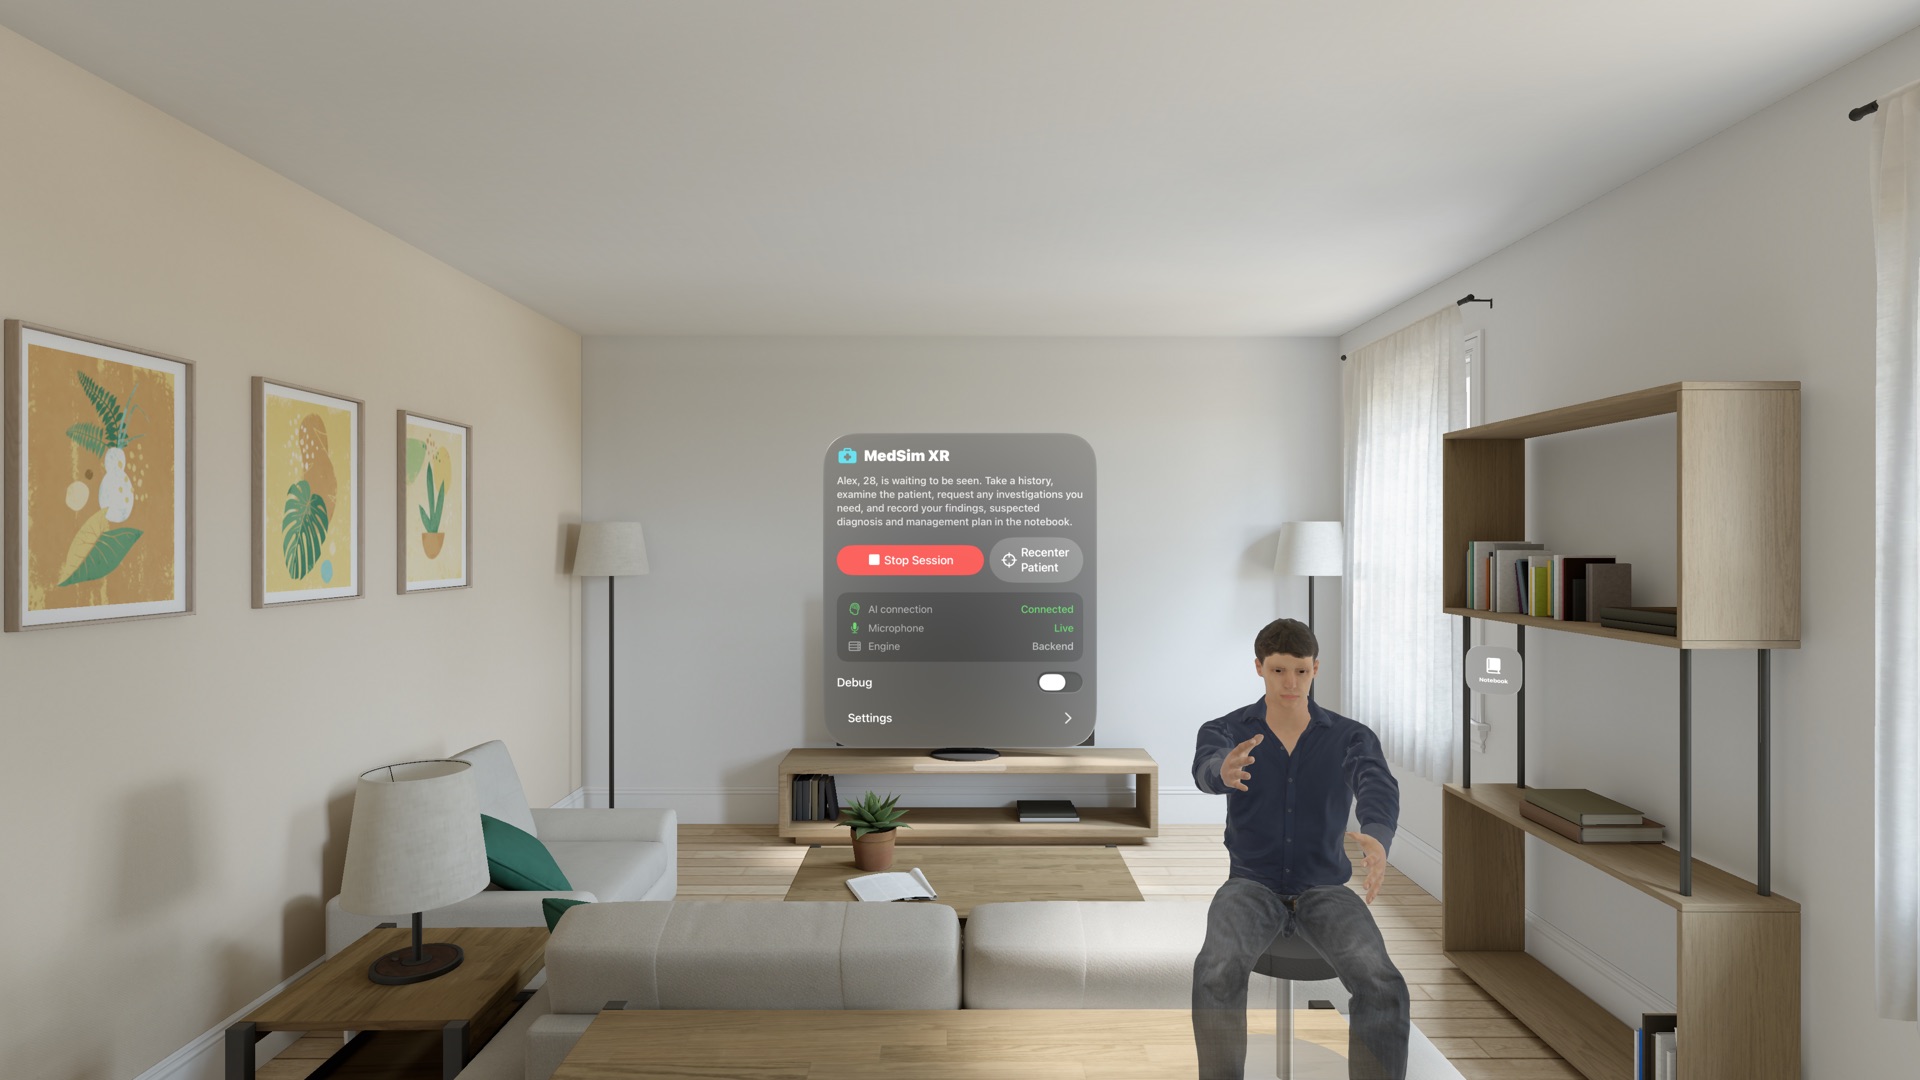 MedSim XR
Alex, 28, is waiting to be seen. Take a history,
examine the patient, request any investigations you
need, and record your findings, suspected
diagnosis and management plan in the notebook.
Stop Session
Recenter
Patient
AI connection Connected
Microphone Live
Engine Backend
Debug
Settings
Notebook